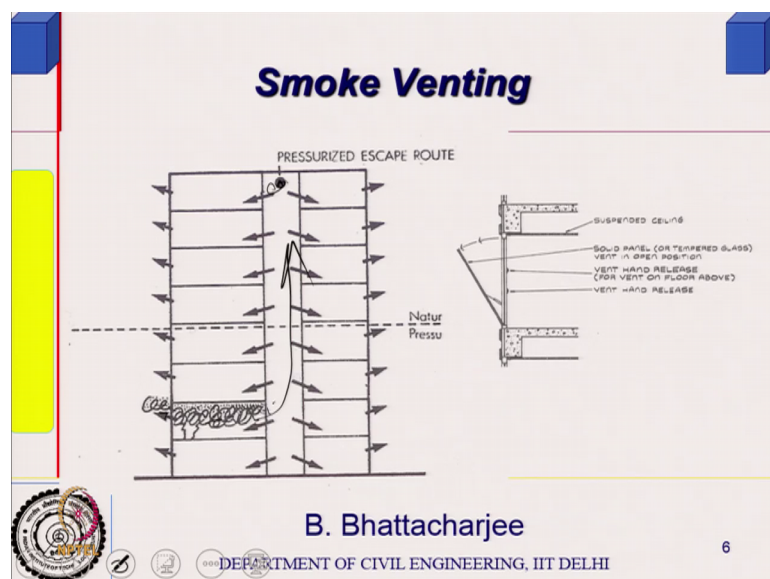 Smoke Venting
PRESSURIZED ESCAPE ROUTE
SUSPENDED CEILING
SOLID PANEL (OR TEMPERED GLASS)
VENT IN OPEN POSITION
VENT HAND RELEASE
(FOR VENT ON FLOOR ABOVE)
VENT HAND RELEASE
Natur
Pressu
B. Bhattacharjee
6
NPTEL
DEPARTMENT OF CIVIL ENGINEERING, IIT DELHI